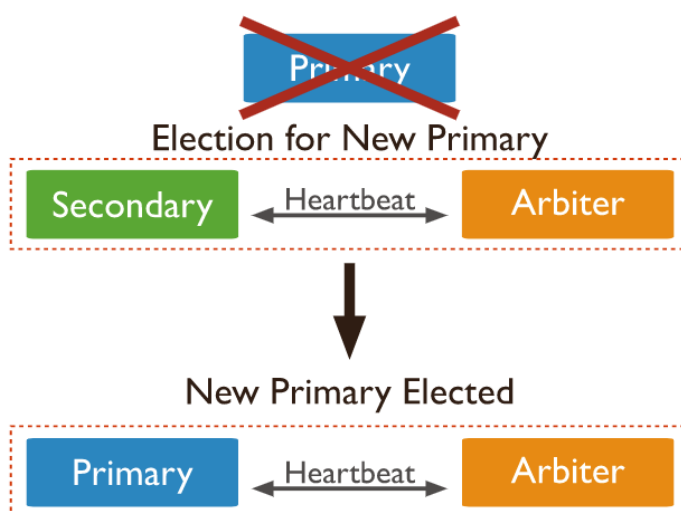 Primary
Election for New Primary
Secondary Heartbeat Arbiter
New Primary Elected
Primary Heartbeat Arbiter